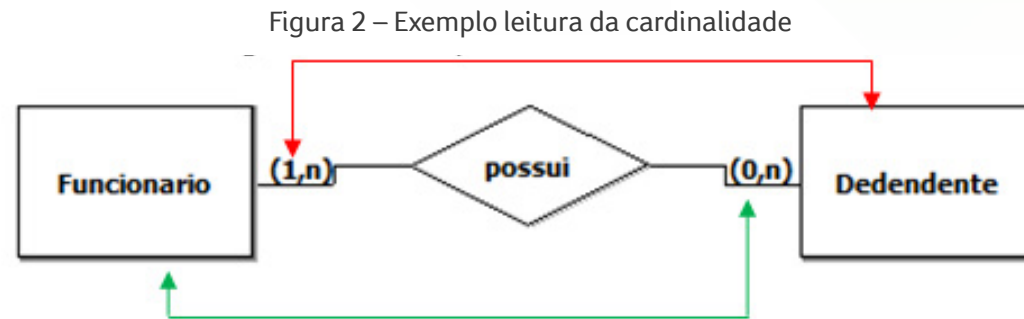 Figura 2 – Exemplo leitura da cardinalidade
Funcionario (1,n) possui (0,n) Dedendente